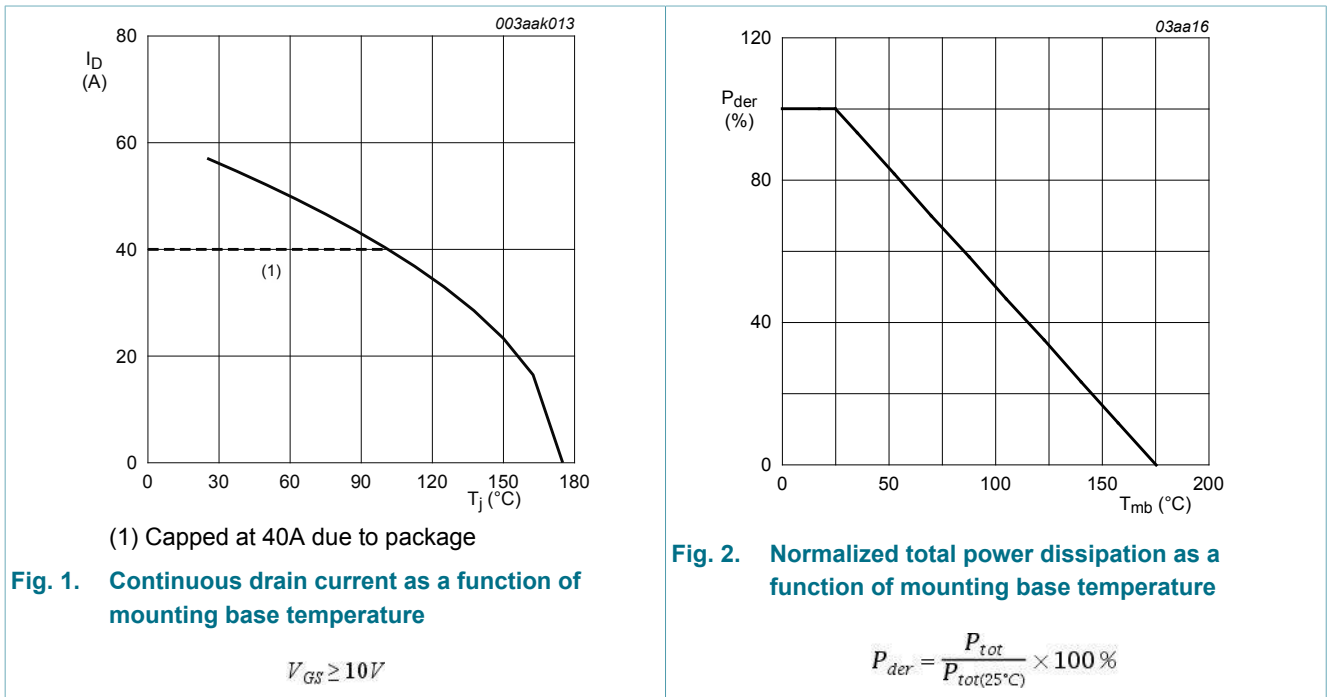 003aak013
80
I_D
(A)
60
40
(1)
20
0
0 30 60 90 120 150 180
T_j (°C)
(1) Capped at 40A due to package
Fig. 1. Continuous drain current as a function of
mounting base temperature
V_GS ≥ 10V
03aa16
120
P_der
(%)
80
40
0
0 50 100 150 200
T_mb (°C)
Fig. 2. Normalized total power dissipation as a
function of mounting base temperature
P_der = P_tot / P_tot(25°C) × 100 %